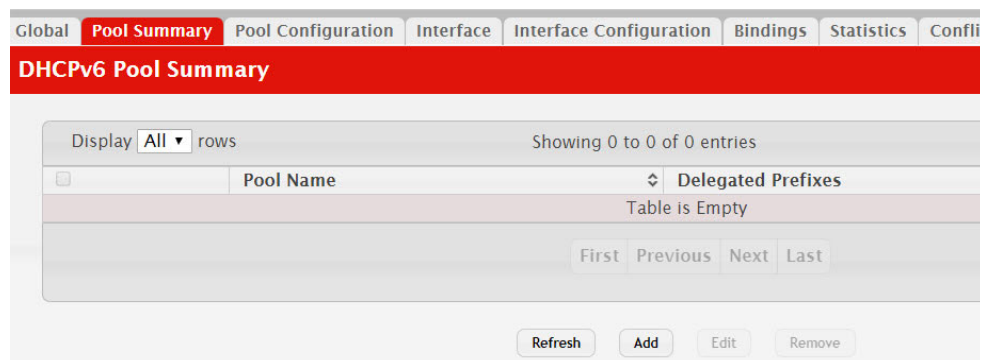 Global Pool Summary Pool Configuration Interface Interface Configuration Bindings Statistics Confli
DHCPv6 Pool Summary
Display All rows Showing 0 to 0 of 0 entries
Pool Name Delegated Prefixes
Table is Empty
First Previous Next Last
Refresh Add Edit Remove